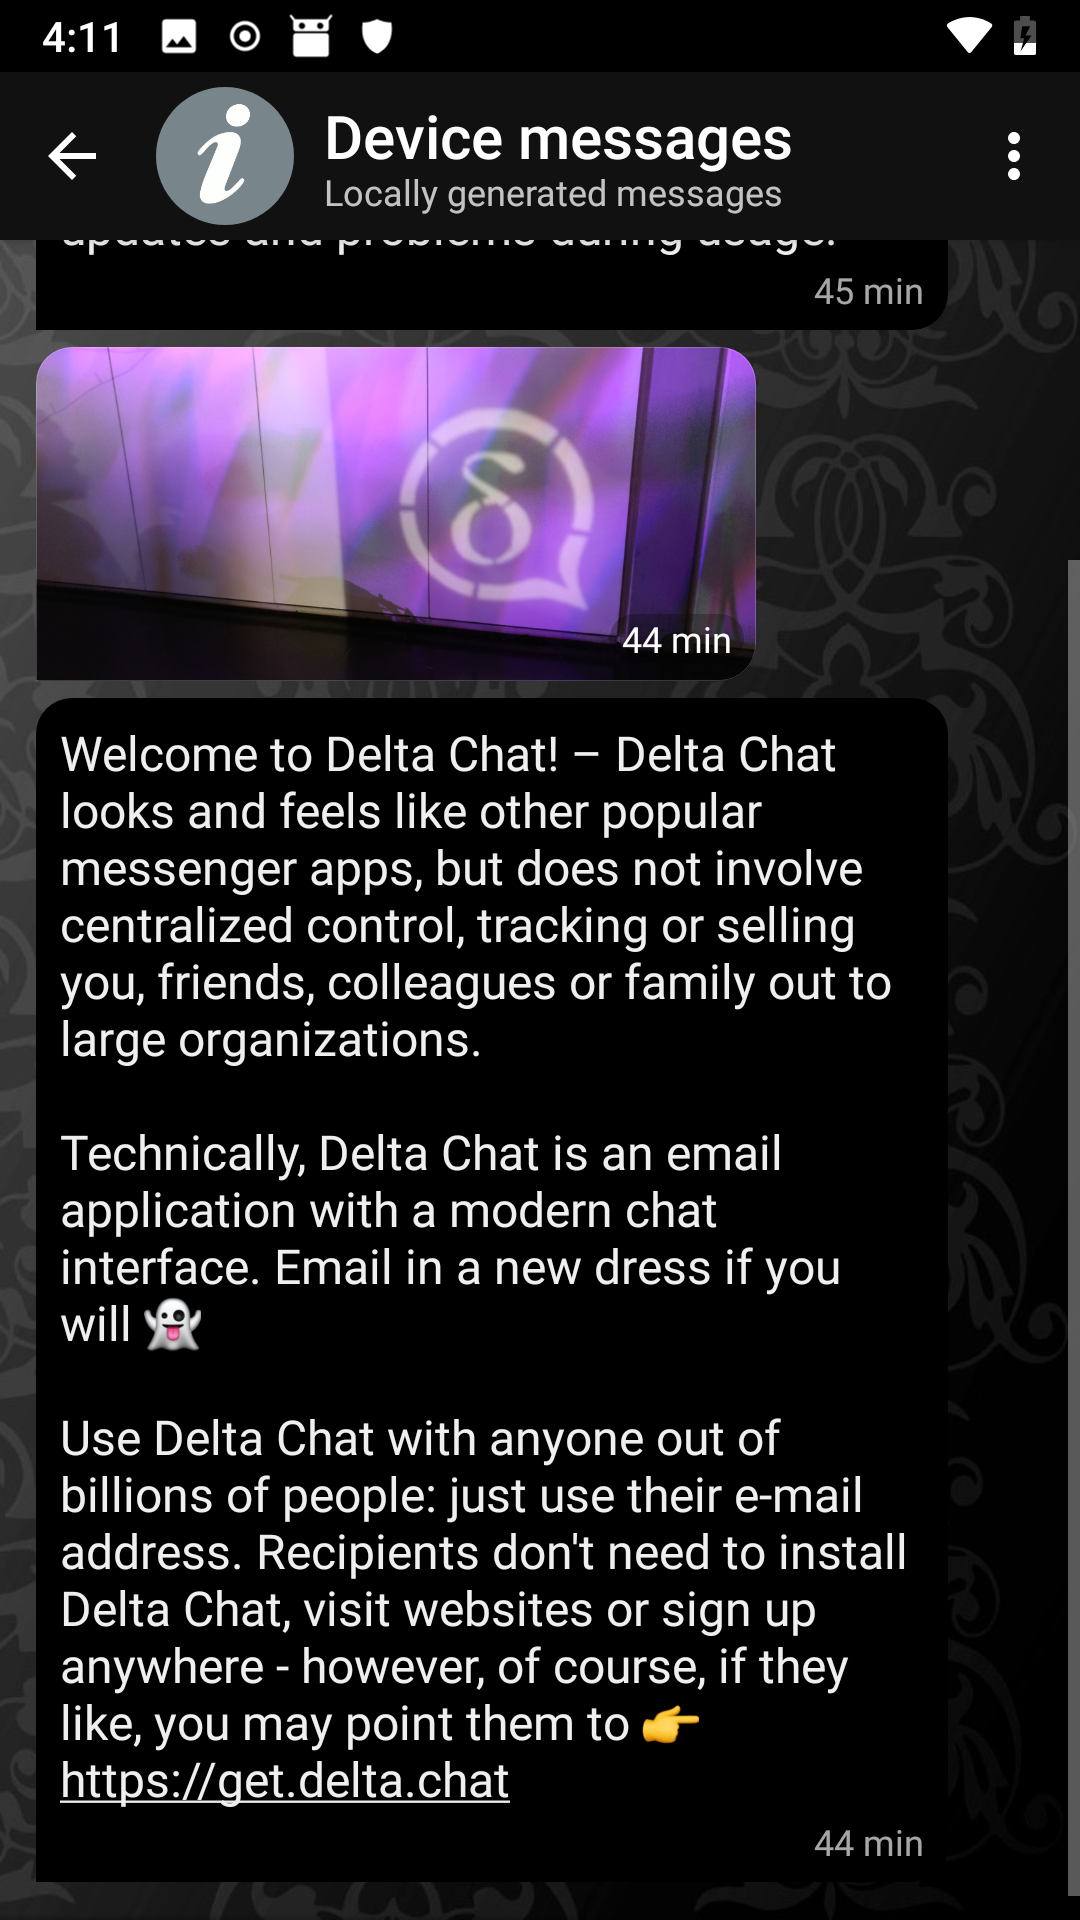 4:11
Device messages
Locally generated messages
updates and problems during usage.
45 min
δ
44 min
Welcome to Delta Chat! – Delta Chat
looks and feels like other popular
messenger apps, but does not involve
centralized control, tracking or selling
you, friends, colleagues or family out to
large organizations.
Technically, Delta Chat is an email
application with a modern chat
interface. Email in a new dress if you
will 👻
Use Delta Chat with anyone out of
billions of people: just use their e-mail
address. Recipients don't need to install
Delta Chat, visit websites or sign up
anywhere - however, of course, if they
like, you may point them to 👉
https://get.delta.chat
44 min